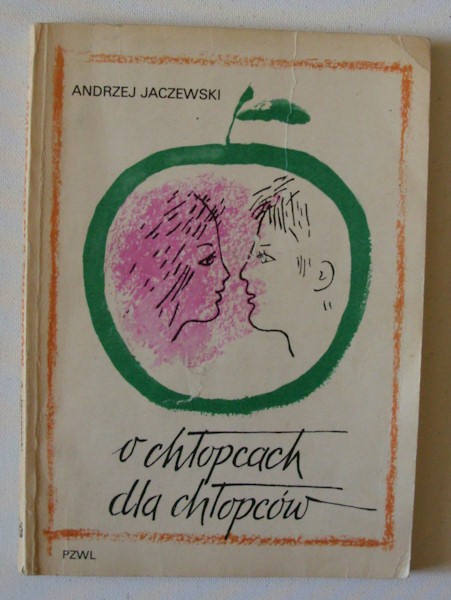 ANDRZEJ JACZEWSKI
o chłopcach
dla chłopców
PZWL